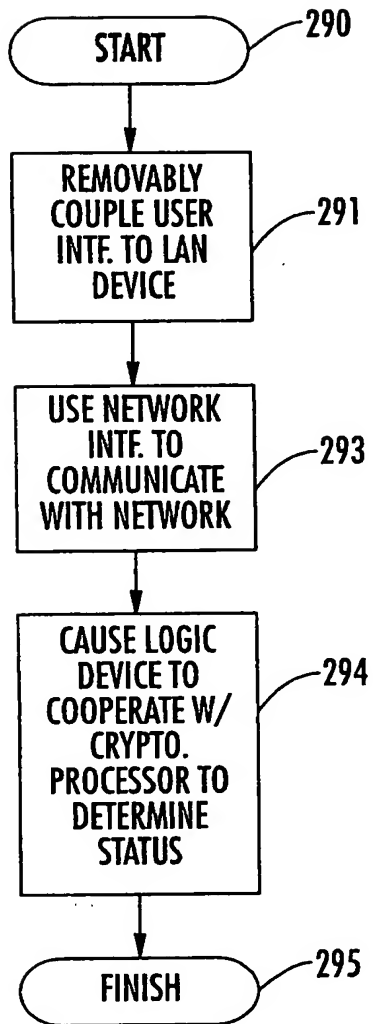 START
290
REMOVABLY
COUPLE USER
INTF. TO LAN
DEVICE
291
USE NETWORK
INTF. TO
COMMUNICATE
WITH NETWORK
293
CAUSE LOGIC
DEVICE TO
COOPERATE W/
CRYPTO.
PROCESSOR TO
DETERMINE
STATUS
294
FINISH
295